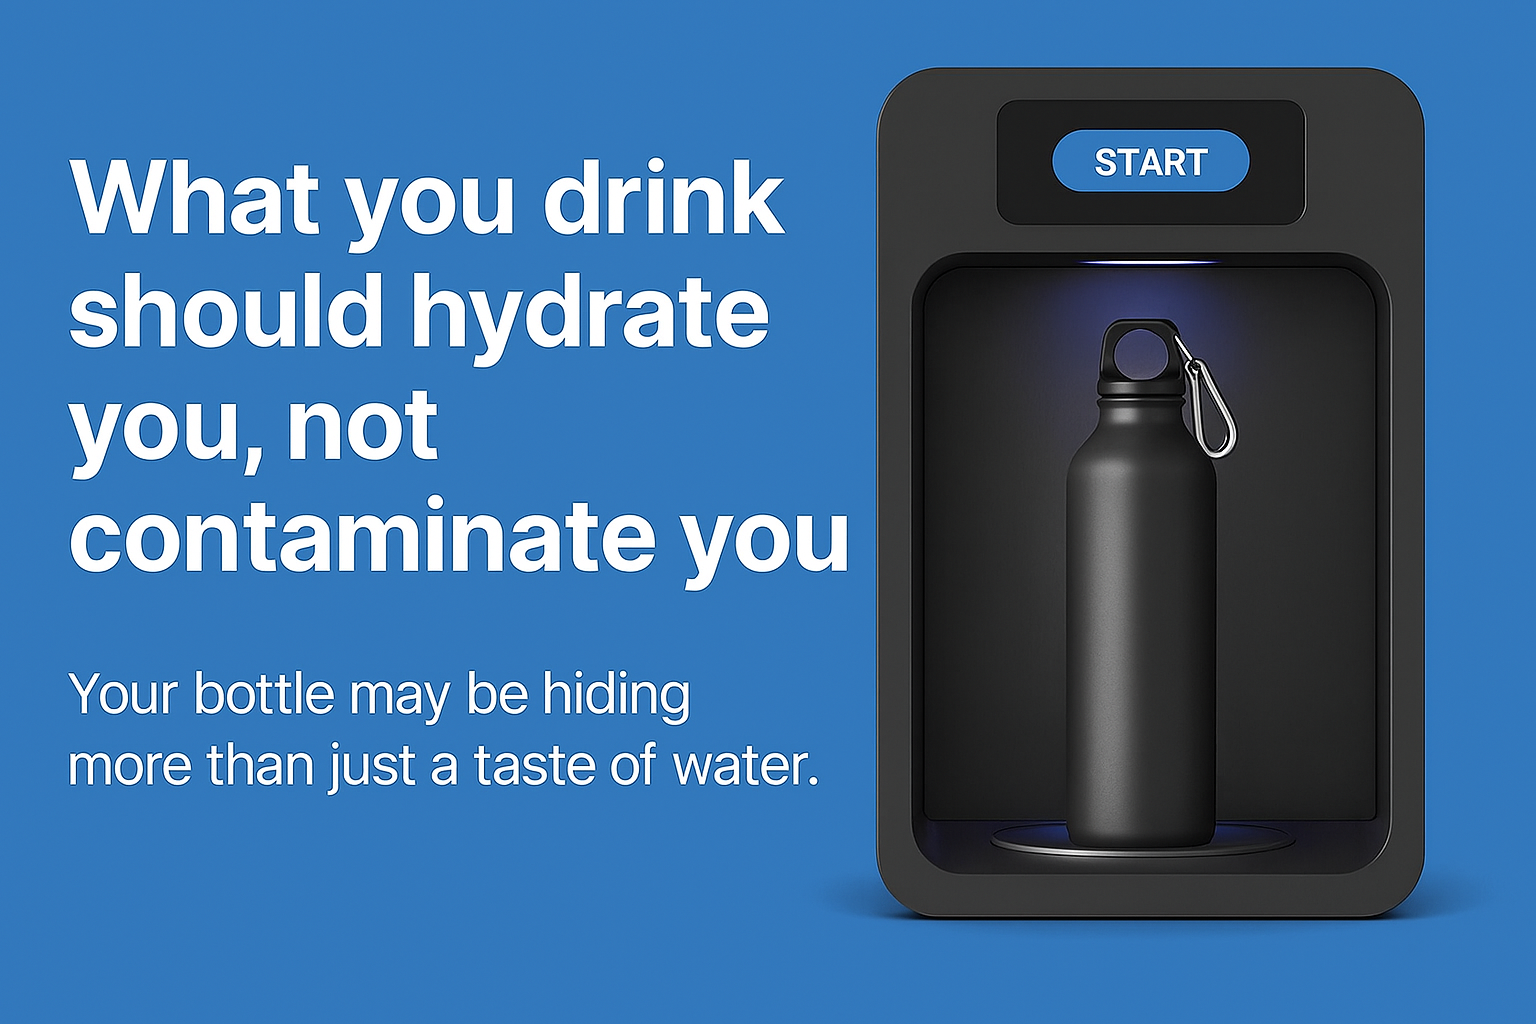 What you drink
should hydrate
you, not
contaminate you
Your bottle may be hiding
more than just a taste of water.
START